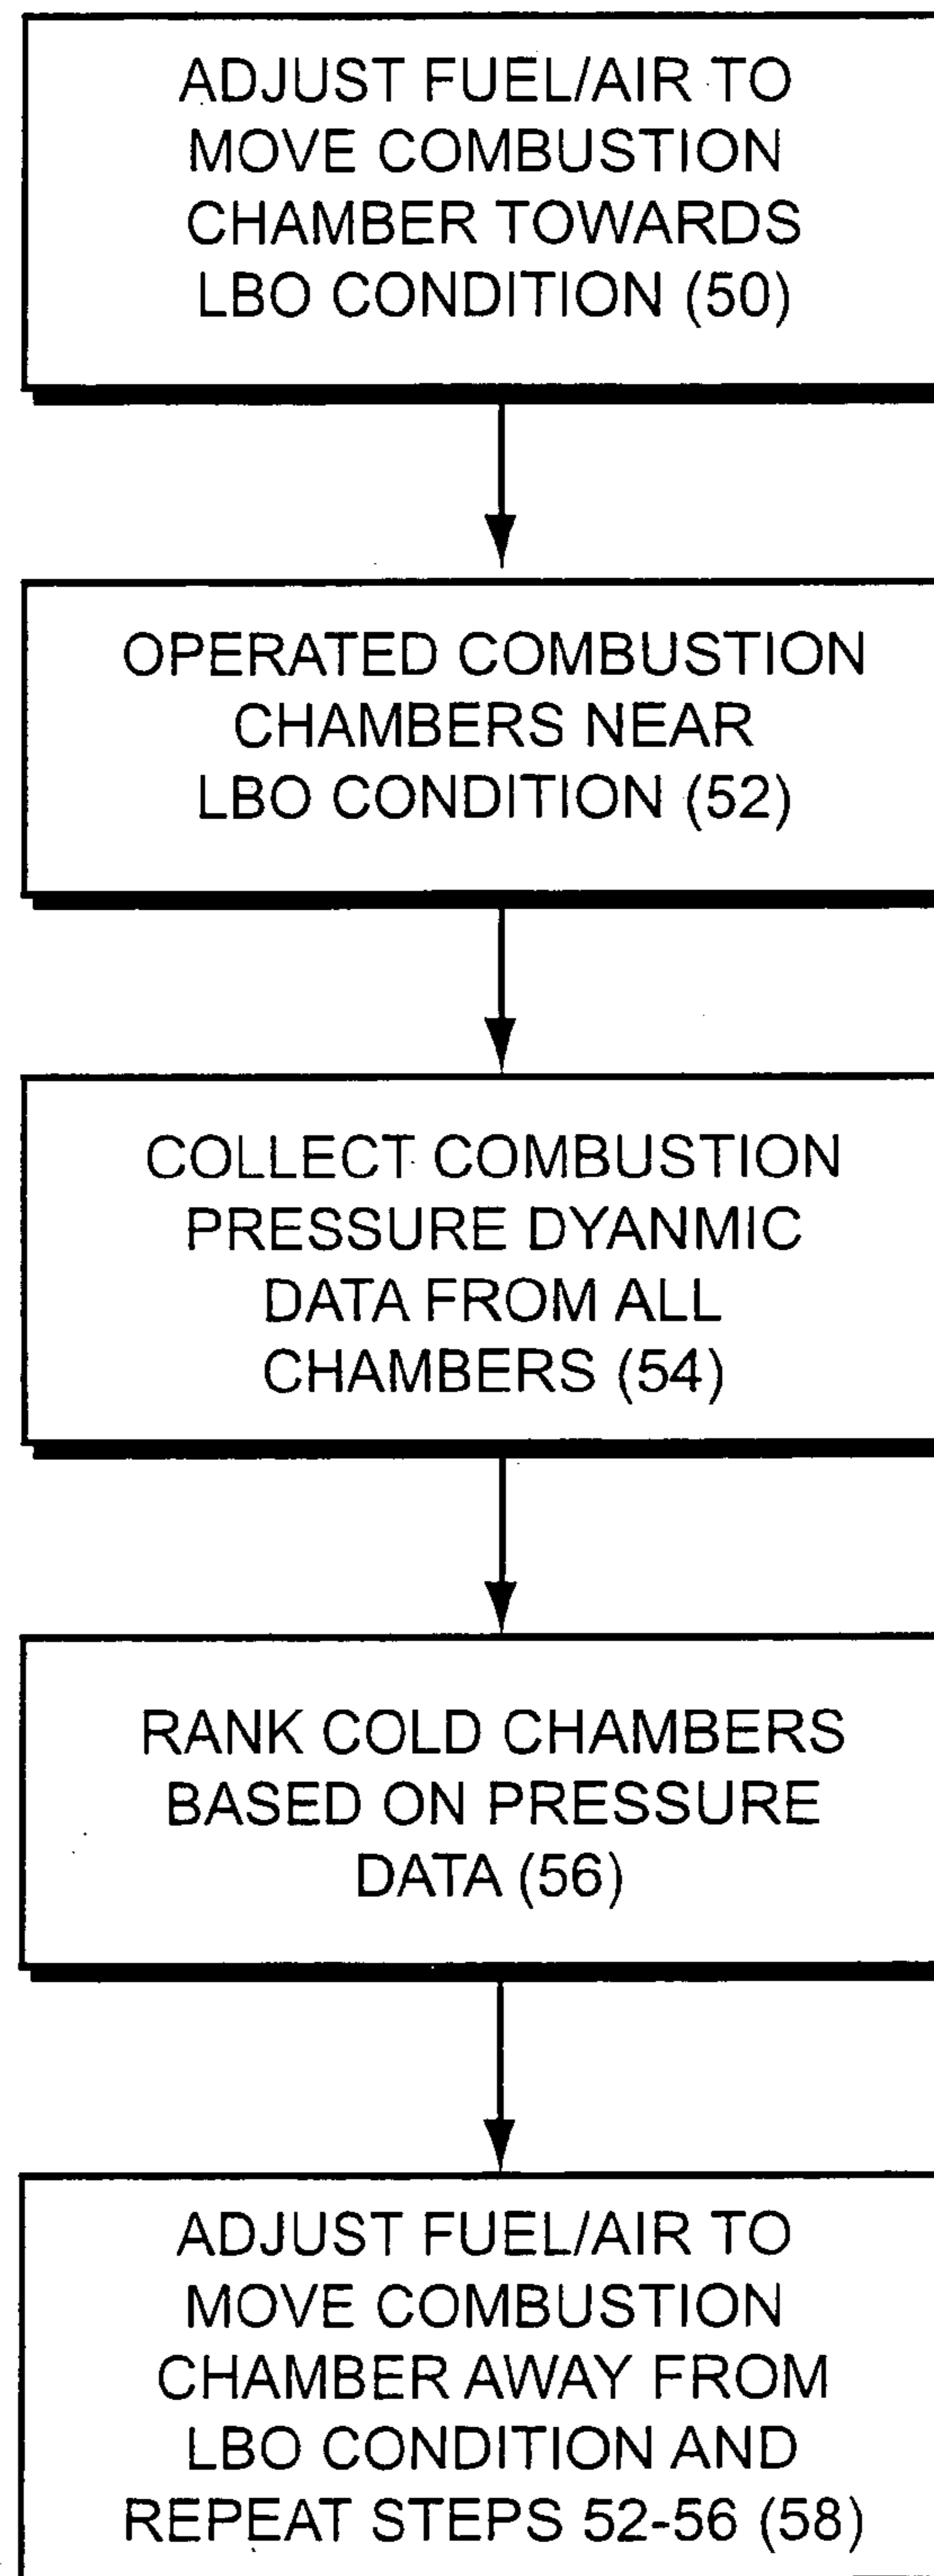 ADJUST FUEL/AIR TO
MOVE COMBUSTION
CHAMBER TOWARDS
LBO CONDITION (50)
OPERATED COMBUSTION
CHAMBERS NEAR
LBO CONDITION (52)
COLLECT COMBUSTION
PRESSURE DYANMIC
DATA FROM ALL
CHAMBERS (54)
RANK COLD CHAMBERS
BASED ON PRESSURE
DATA (56)
ADJUST FUEL/AIR TO
MOVE COMBUSTION
CHAMBER AWAY FROM
LBO CONDITION AND
REPEAT STEPS 52-56 (58)